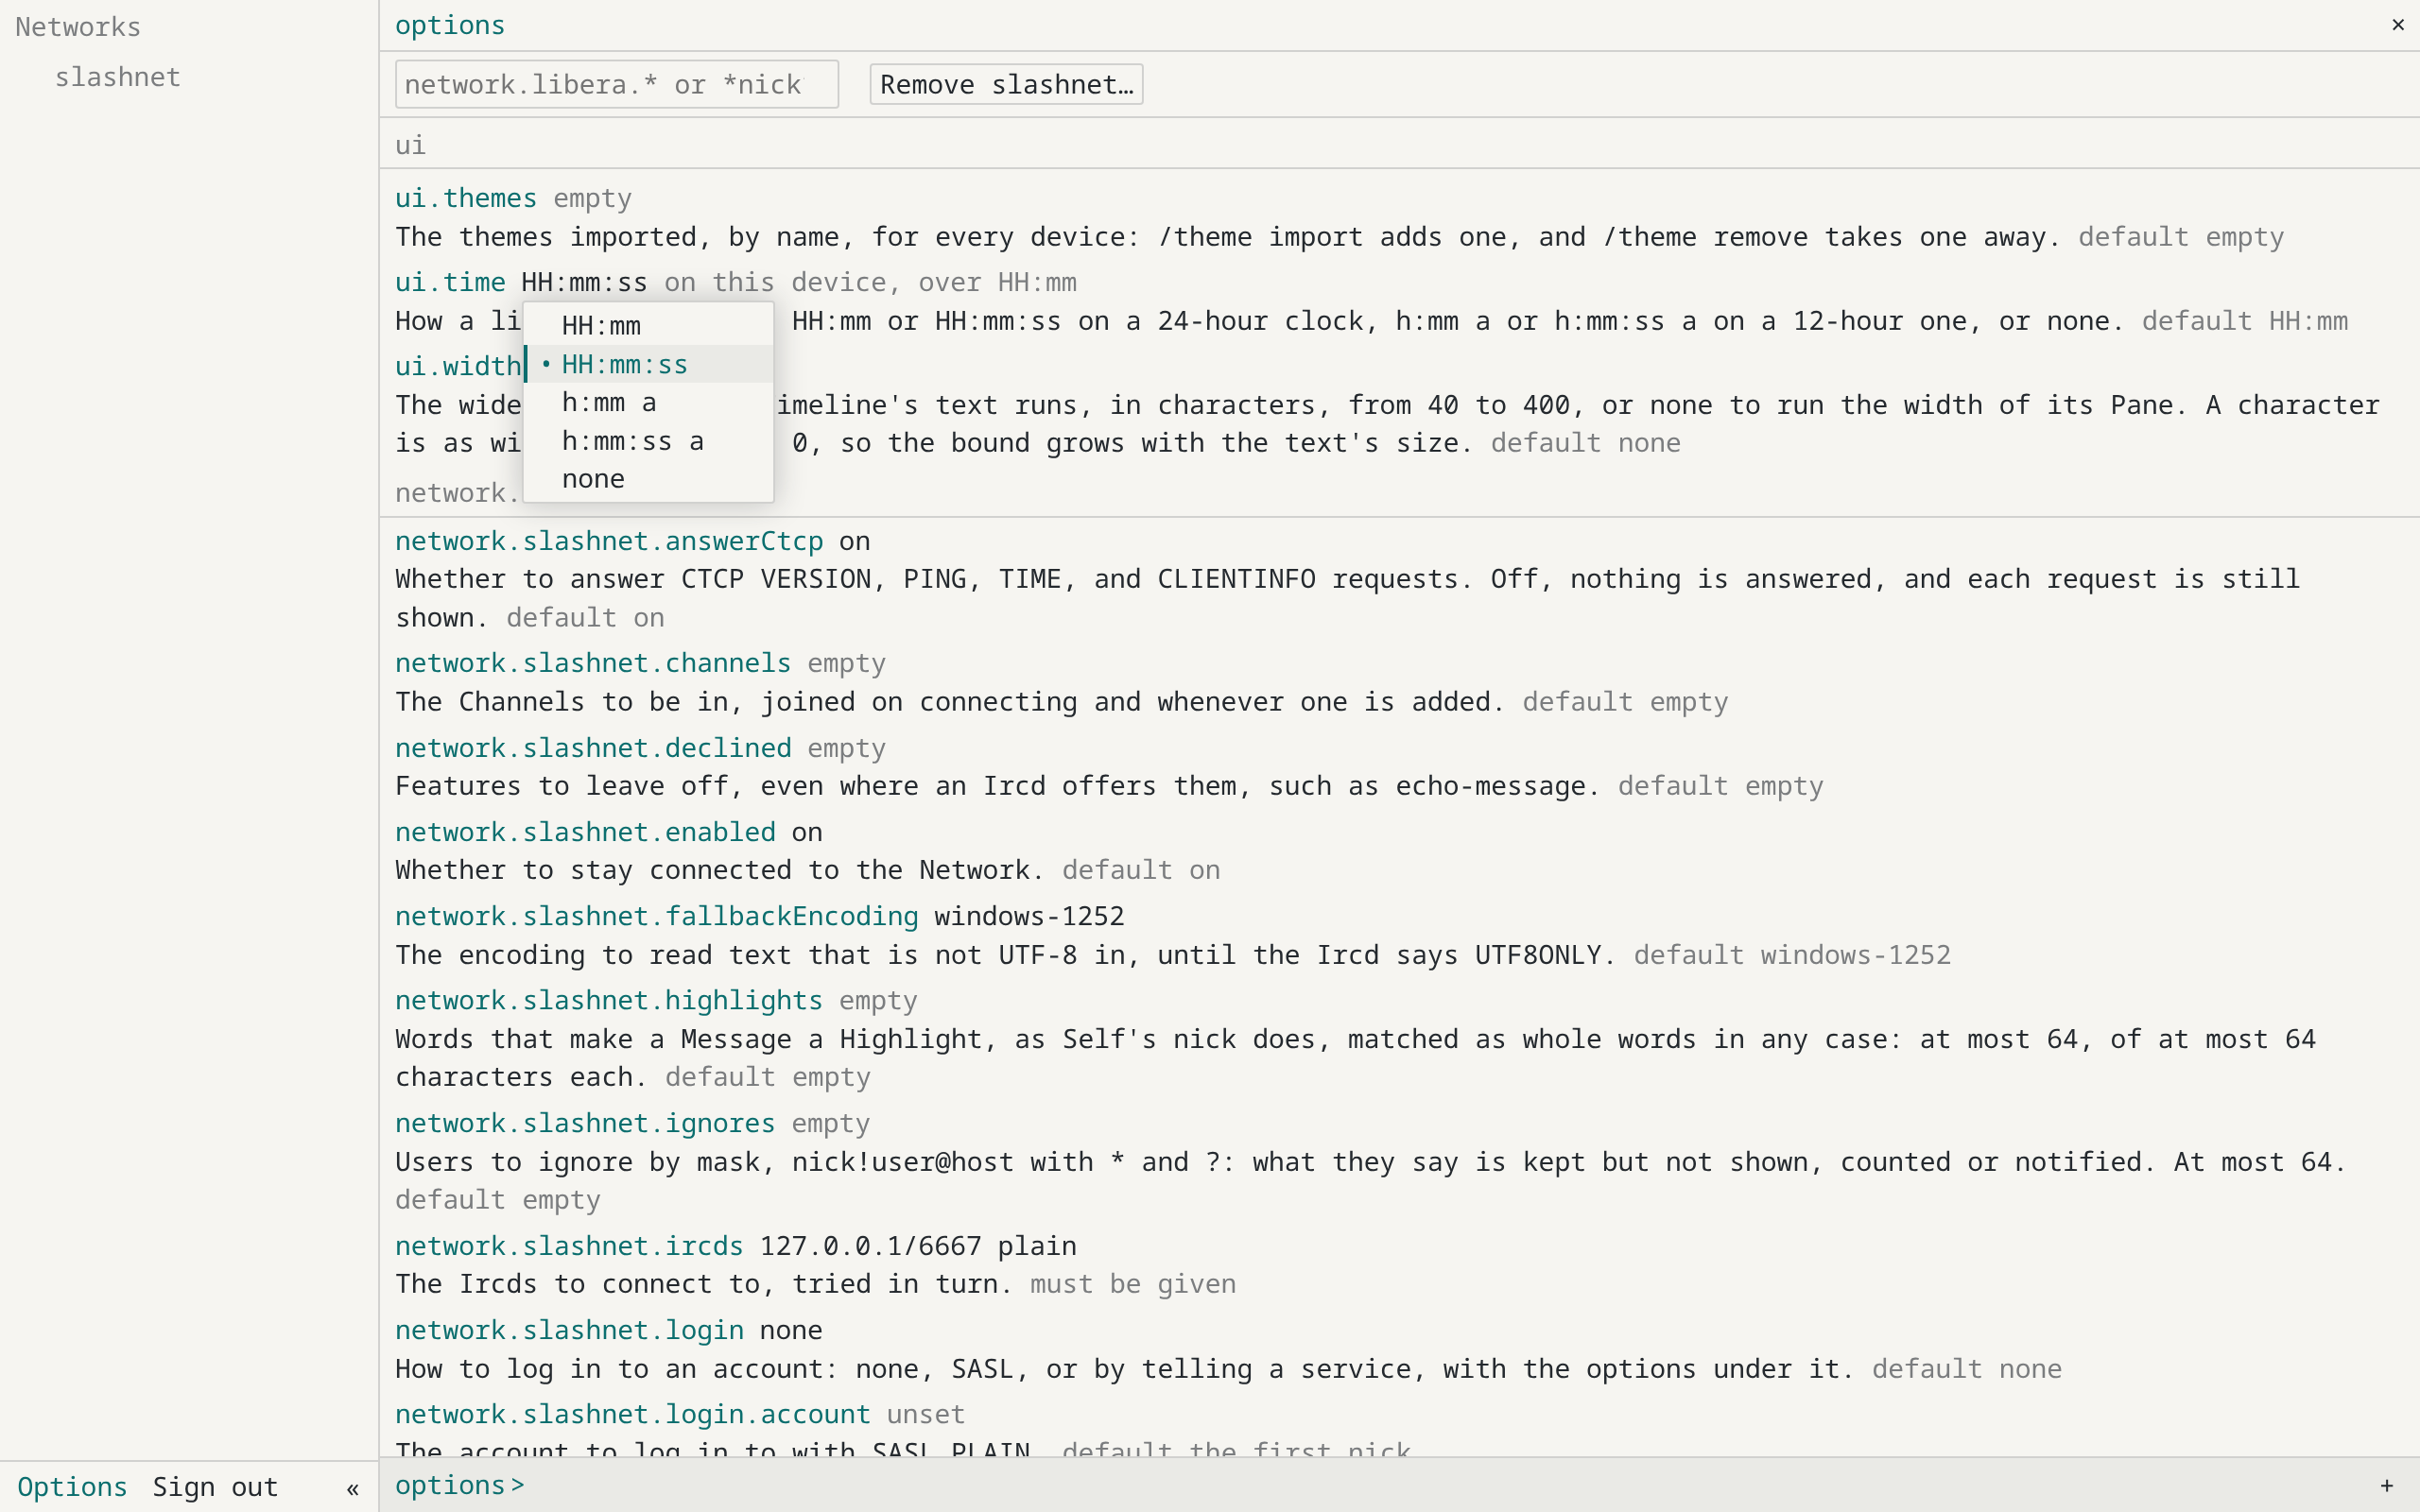 Networks
slashnet
options ×
network.libera.* or *nick Remove slashnet…
ui
ui.themes empty
The themes imported, by name, for every device: /theme import adds one, and /theme remove takes one away. default empty
ui.time HH:mm:ss on this device, over HH:mm
How a li HH:mm or HH:mm:ss on a 24-hour clock, h:mm a or h:mm:ss a on a 12-hour one, or none. default HH:mm
HH:mm
• HH:mm:ss
h:mm a
h:mm:ss a
none
ui.width
The wide imeline's text runs, in characters, from 40 to 400, or none to run the width of its Pane. A character
is as wi 0, so the bound grows with the text's size. default none
network.
network.slashnet.answerCtcp on
Whether to answer CTCP VERSION, PING, TIME, and CLIENTINFO requests. Off, nothing is answered, and each request is still
shown. default on
network.slashnet.channels empty
The Channels to be in, joined on connecting and whenever one is added. default empty
network.slashnet.declined empty
Features to leave off, even where an Ircd offers them, such as echo-message. default empty
network.slashnet.enabled on
Whether to stay connected to the Network. default on
network.slashnet.fallbackEncoding windows-1252
The encoding to read text that is not UTF-8 in, until the Ircd says UTF8ONLY. default windows-1252
network.slashnet.highlights empty
Words that make a Message a Highlight, as Self's nick does, matched as whole words in any case: at most 64, of at most 64
characters each. default empty
network.slashnet.ignores empty
Users to ignore by mask, nick!user@host with * and ?: what they say is kept but not shown, counted or notified. At most 64.
default empty
network.slashnet.ircds 127.0.0.1/6667 plain
The Ircds to connect to, tried in turn. must be given
network.slashnet.login none
How to log in to an account: none, SASL, or by telling a service, with the options under it. default none
network.slashnet.login.account unset
The account to log in to with SASL PLAIN. default the first nick
Options Sign out «
options> +